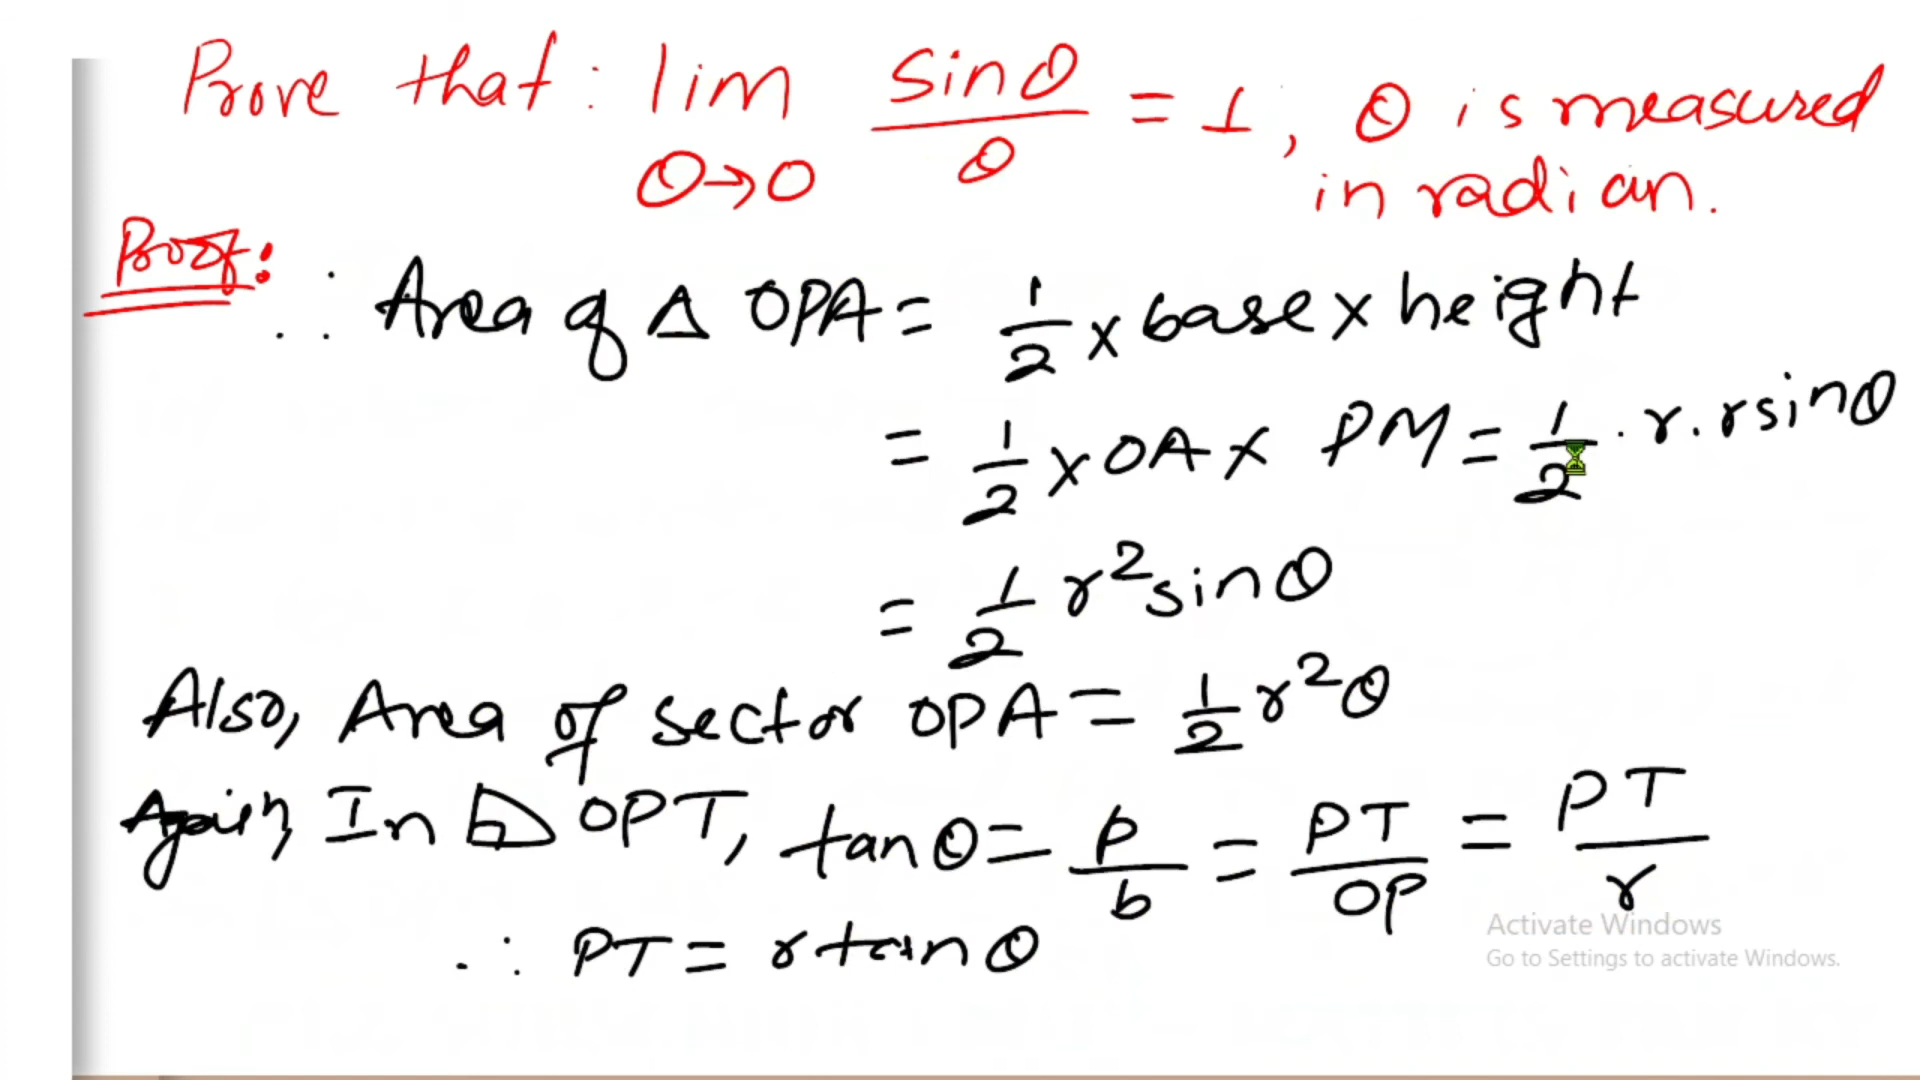 Prove that: lim sinθ/θ = 1, θ is measured
θ→0 in radian.
Proof:
∴ Area of Δ OPA = 1/2 × base × height
= 1/2 × OA × PM = 1/2 · r. rsinθ
= 1/2 r² sinθ
Also, Area of sector OPA = 1/2 r²θ
Again, In ⊿ OPT, tanθ = p/b = PT/OP = PT/r
∴ PT = r tanθ
Activate Windows
Go to Settings to activate Windows.